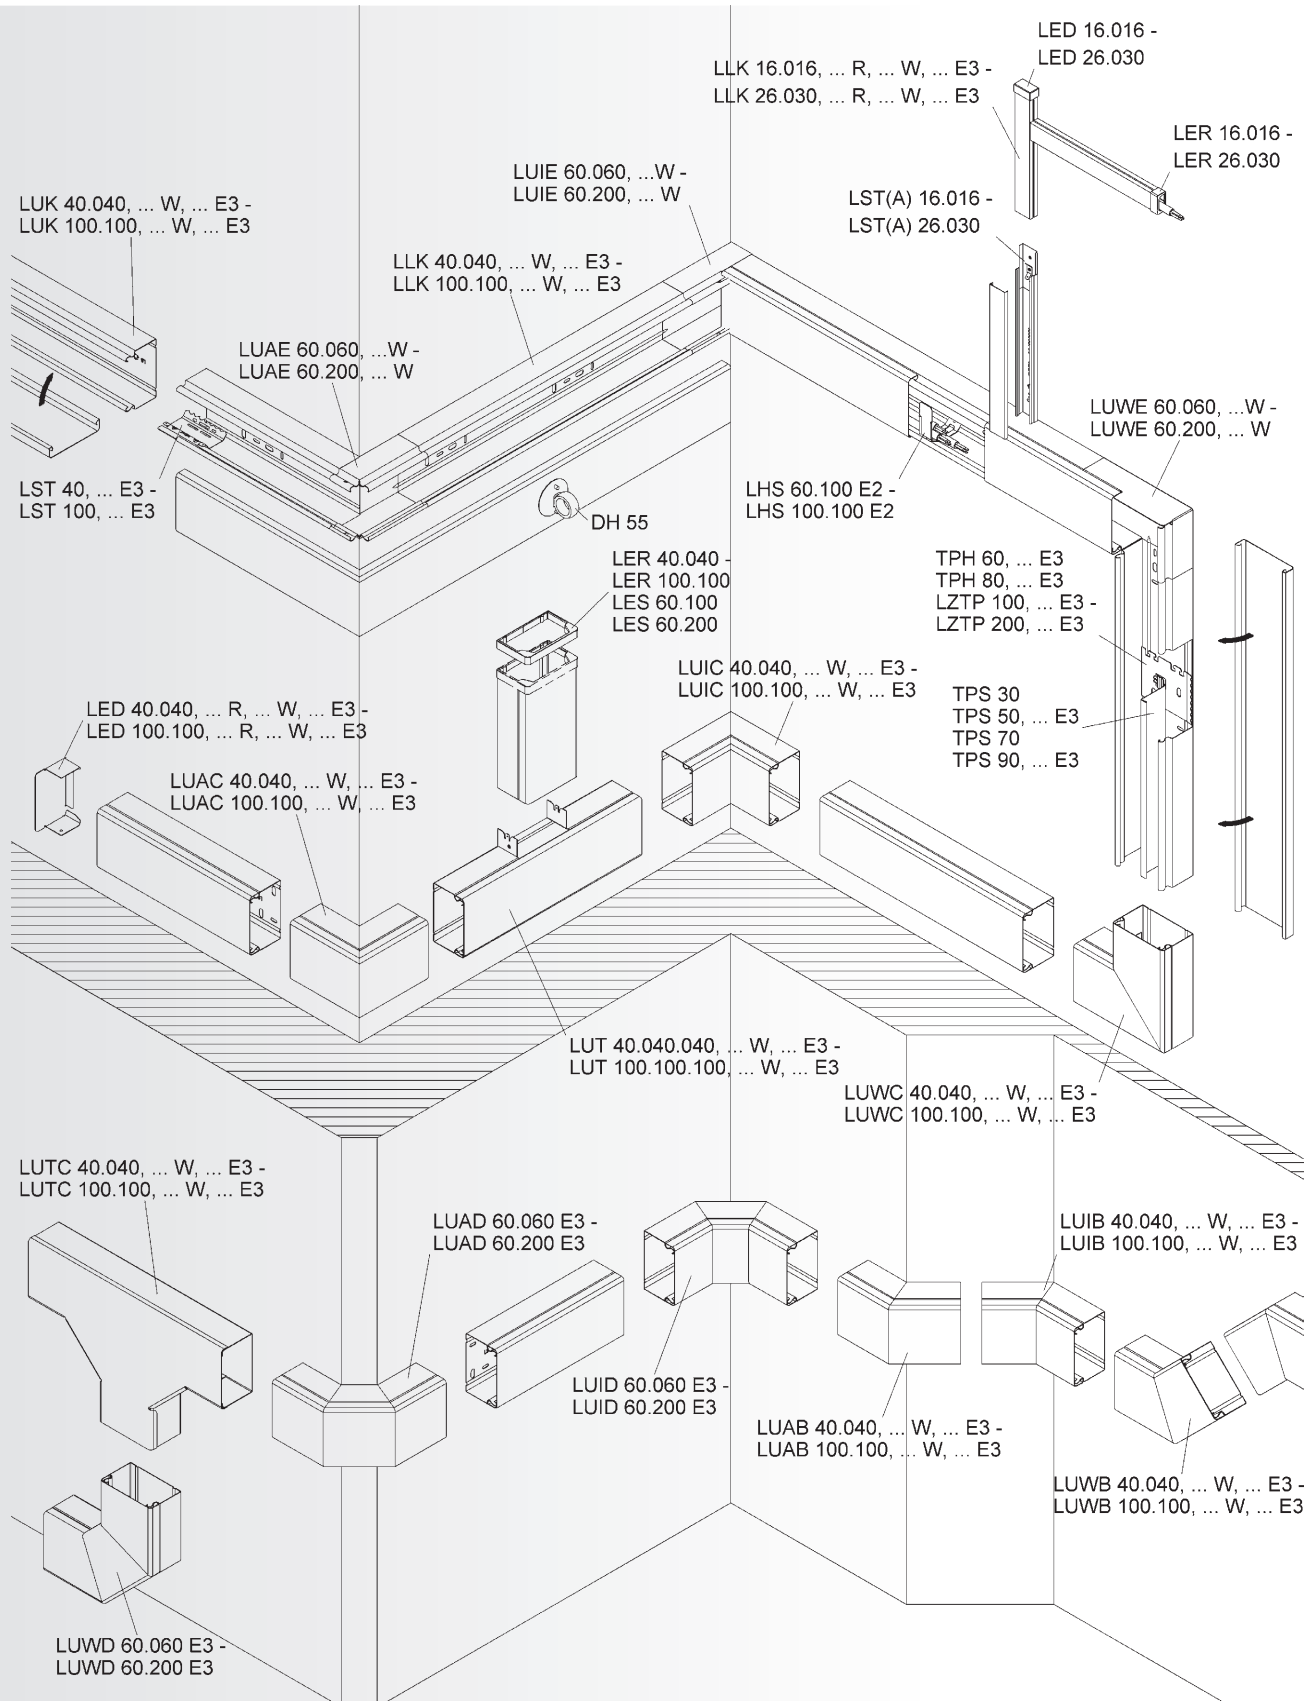 LED 16.016 -
LED 26.030
LLK 16.016, ... R, ... W, ... E3 -
LLK 26.030, ... R, ... W, ... E3
LER 16.016 -
LER 26.030
LUIE 60.060, ...W -
LUIE 60.200, ... W
LST(A) 16.016 -
LST(A) 26.030
LUK 40.040, ... W, ... E3 -
LUK 100.100, ... W, ... E3
LLK 40.040, ... W, ... E3 -
LLK 100.100, ... W, ... E3
LUAE 60.060, ...W -
LUAE 60.200, ... W
LUWE 60.060, ...W -
LUWE 60.200, ... W
LST 40, ... E3 -
LST 100, ... E3
LHS 60.100 E2 -
LHS 100.100 E2
DH 55
LER 40.040 -
LER 100.100
LES 60.100
LES 60.200
TPH 60, ... E3
TPH 80, ... E3
LZTP 100, ... E3 -
LZTP 200, ... E3
LUIC 40.040, ... W, ... E3 -
LUIC 100.100, ... W, ... E3
TPS 30
TPS 50, ... E3
TPS 70
TPS 90, ... E3
LED 40.040, ... R, ... W, ... E3 -
LED 100.100, ... R, ... W, ... E3
LUAC 40.040, ... W, ... E3 -
LUAC 100.100, ... W, ... E3
LUT 40.040.040, ... W, ... E3 -
LUT 100.100.100, ... W, ... E3
LUWC 40.040, ... W, ... E3 -
LUWC 100.100, ... W, ... E3
LUTC 40.040, ... W, ... E3 -
LUTC 100.100, ... W, ... E3
LUAD 60.060 E3 -
LUAD 60.200 E3
LUIB 40.040, ... W, ... E3 -
LUIB 100.100, ... W, ... E3
LUID 60.060 E3 -
LUID 60.200 E3
LUAB 40.040, ... W, ... E3 -
LUAB 100.100, ... W, ... E3
LUWB 40.040, ... W, ... E3 -
LUWB 100.100, ... W, ... E3
LUWD 60.060 E3 -
LUWD 60.200 E3